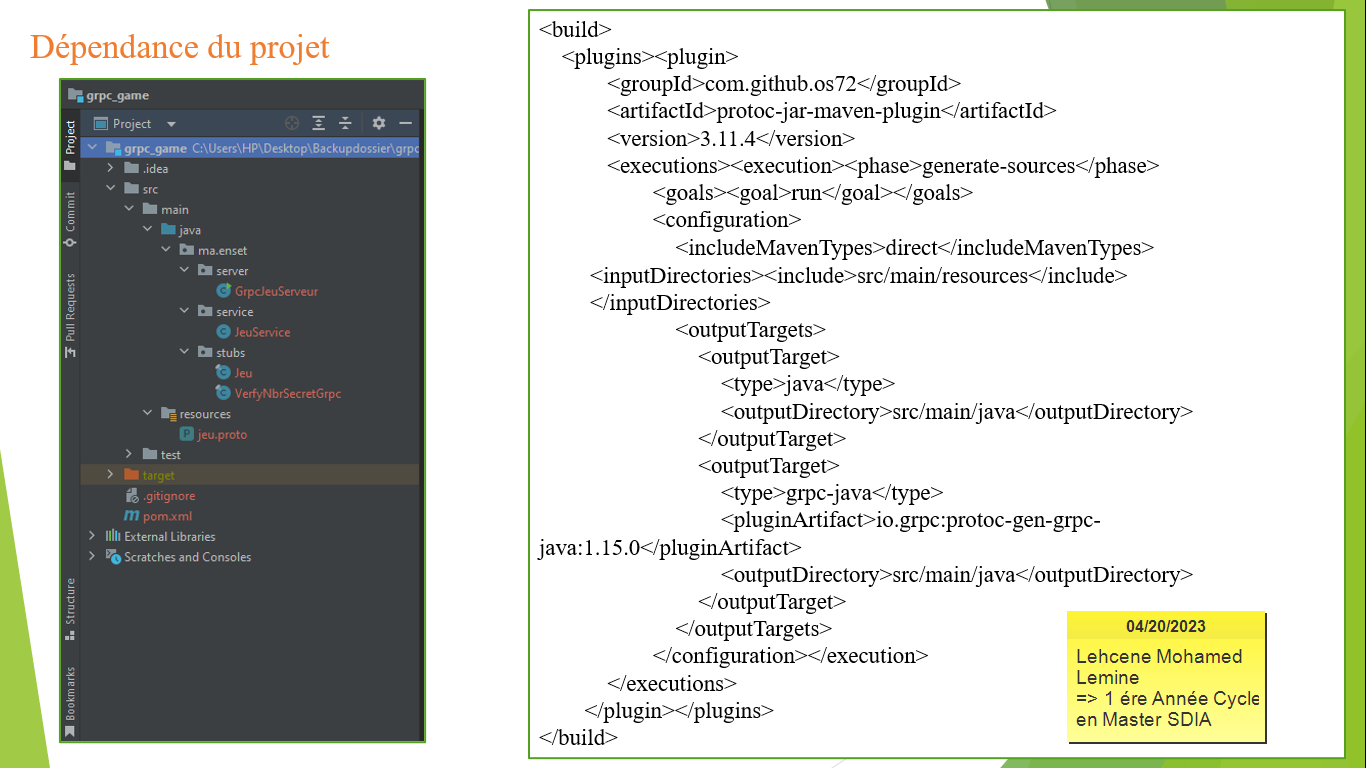 Dépendance du projet
grpc_game
Project
Project
grpc_game C:\Users\HP\Desktop\Backupdossier\grpc
.idea
src
main
java
ma.enset
server
GrpcJeuServeur
service
JeuService
stubs
Jeu
VerfyNbrSecretGrpc
resources
jeu.proto
test
target
.gitignore
pom.xml
External Libraries
Scratches and Consoles
Commit
Pull Requests
Structure
Bookmarks
<build>
<plugins><plugin>
<groupId>com.github.os72</groupId>
<artifactId>protoc-jar-maven-plugin</artifactId>
<version>3.11.4</version>
<executions><execution><phase>generate-sources</phase>
<goals><goal>run</goal></goals>
<configuration>
<includeMavenTypes>direct</includeMavenTypes>
<inputDirectories><include>src/main/resources</include>
</inputDirectories>
<outputTargets>
<outputTarget>
<type>java</type>
<outputDirectory>src/main/java</outputDirectory>
</outputTarget>
<outputTarget>
<type>grpc-java</type>
<pluginArtifact>io.grpc:protoc-gen-grpc-
java:1.15.0</pluginArtifact>
<outputDirectory>src/main/java</outputDirectory>
</outputTarget>
</outputTargets>
</configuration></execution>
</executions>
</plugin></plugins>
</build>
04/20/2023
Lehcene Mohamed
Lemine
=> 1 ére Année Cycle
en Master SDIA